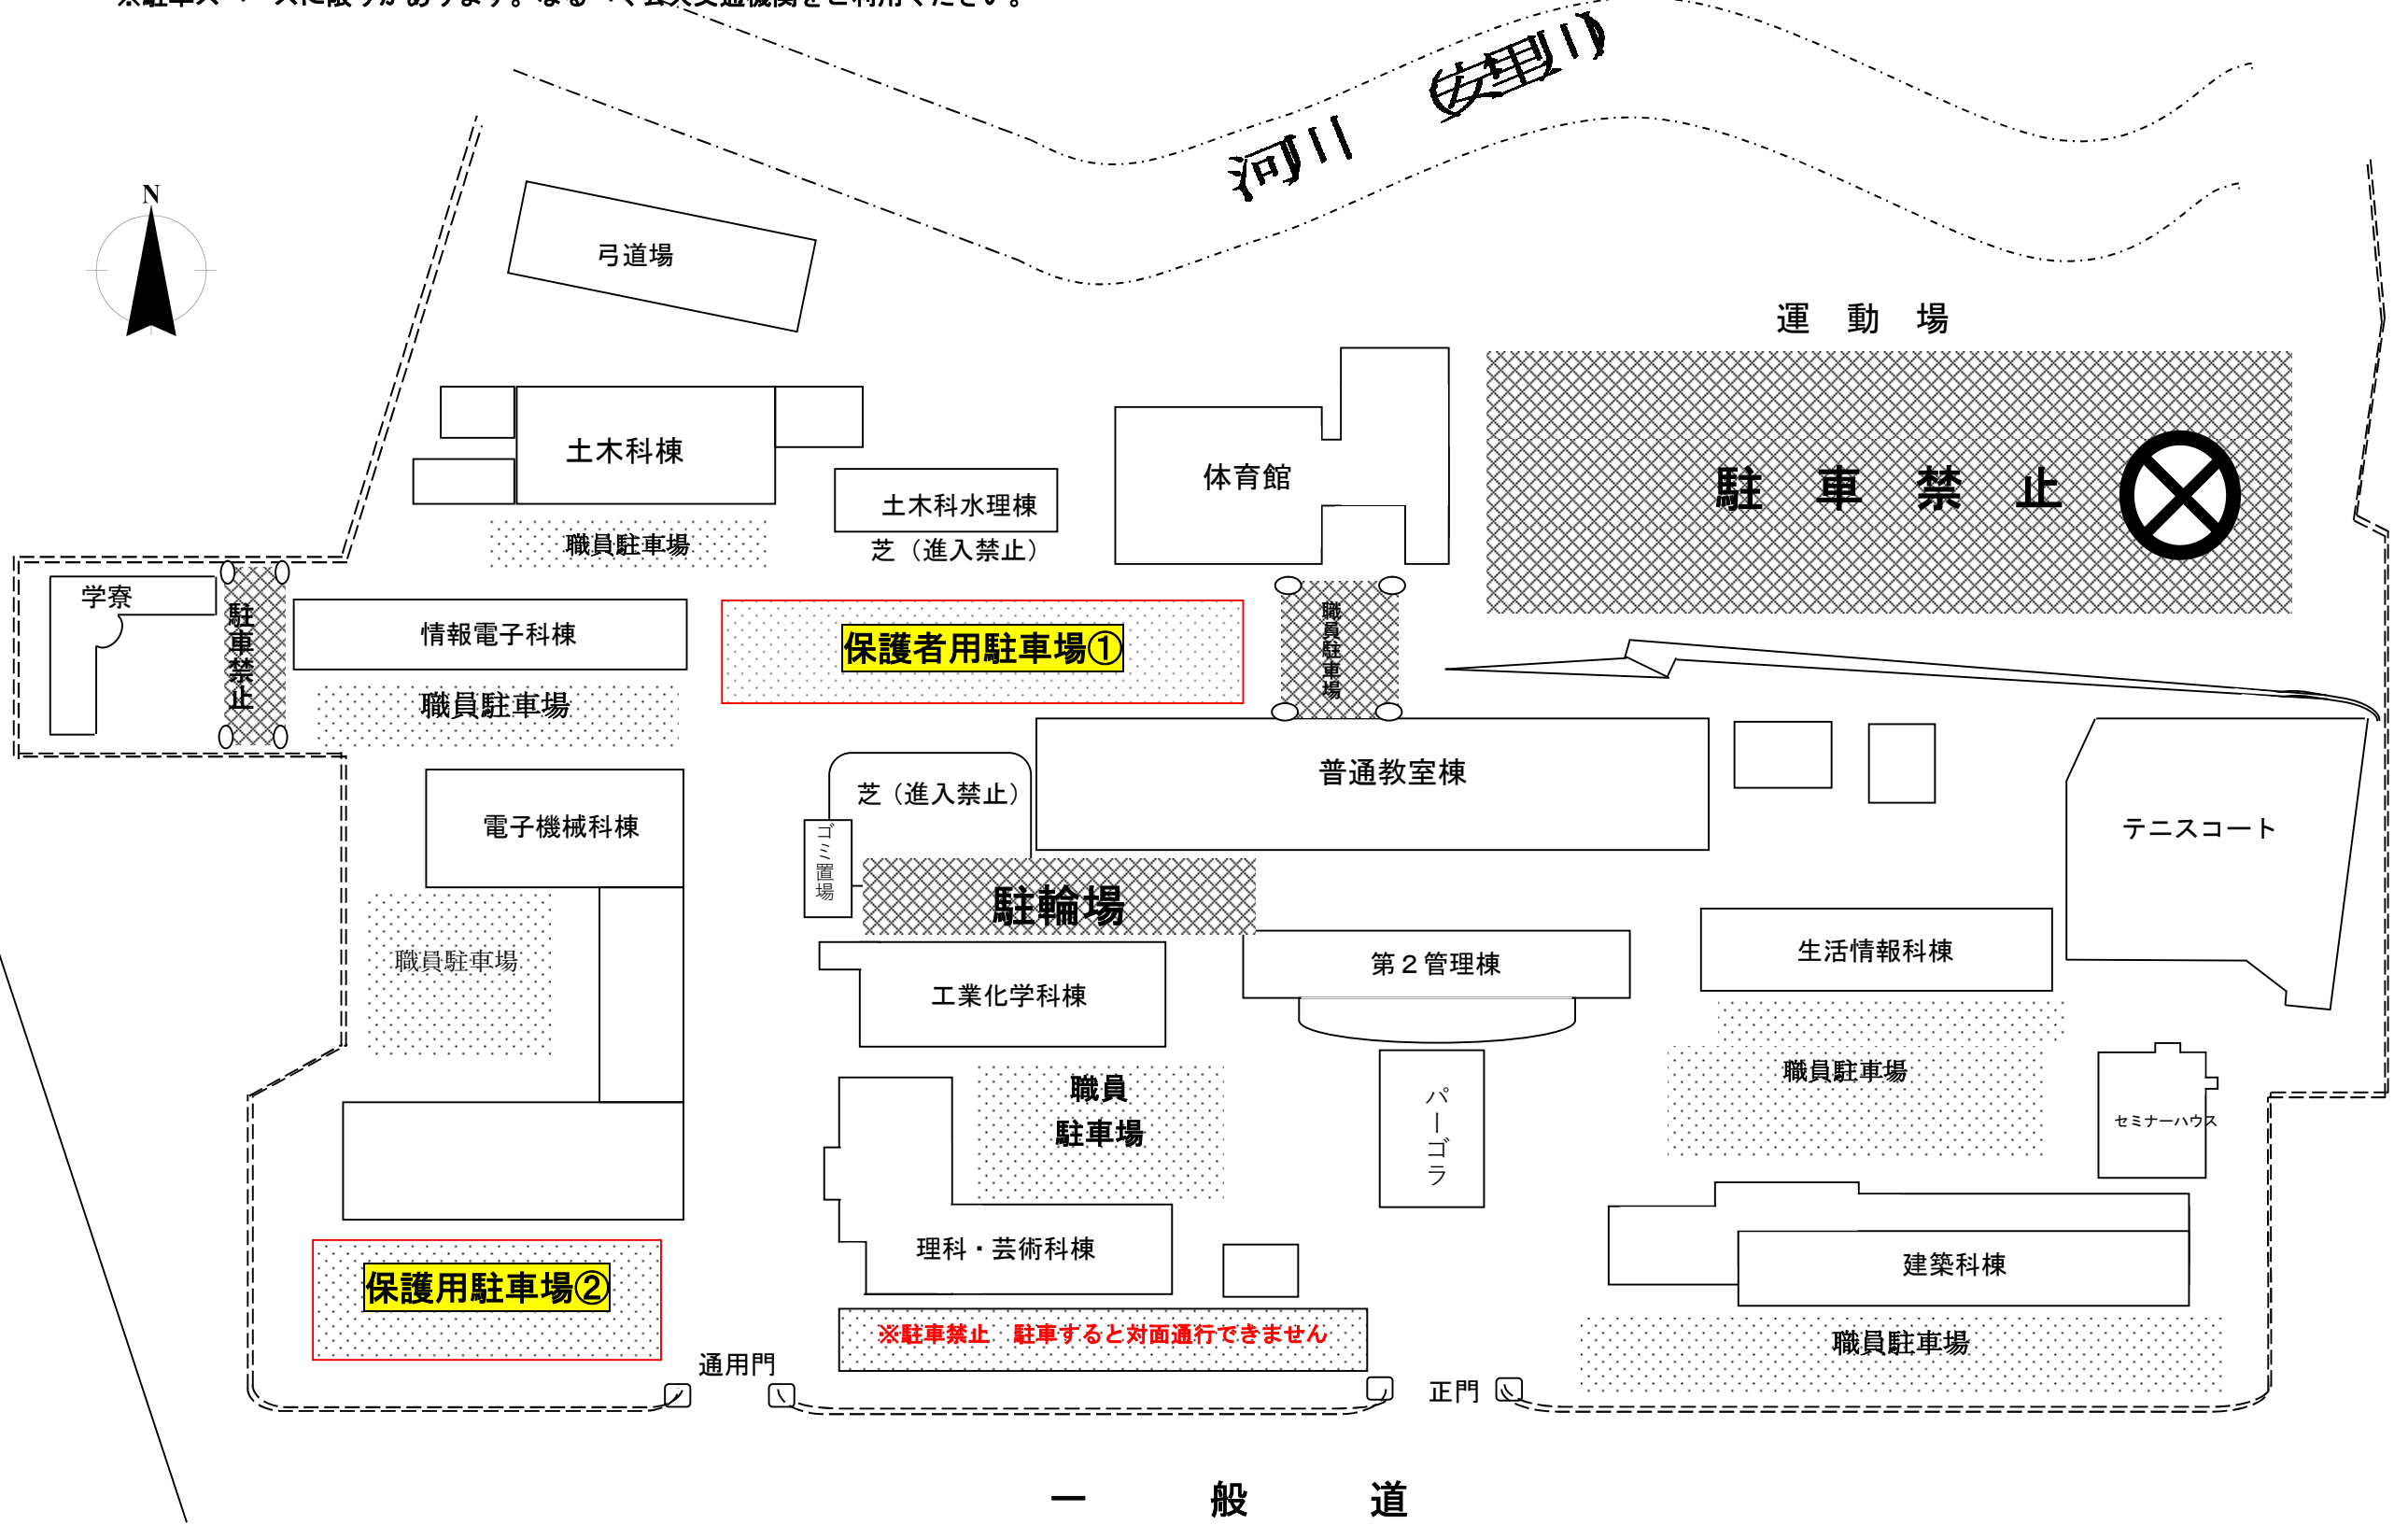 河川　(安里川)
N
弓道場
運　動　場
土木科棟
体育館
駐　車　禁　止
土木科水理棟
職員駐車場
芝（進入禁止）
学寮
駐車禁止
情報電子科棟
保護者用駐車場①
職員駐車場
職員駐車場
普通教室棟
芝（進入禁止）
電子機械科棟
テニスコート
ゴミ置場
駐輪場
職員駐車場
工業化学科棟
第２管理棟
生活情報科棟
職員
駐車場
パーゴラ
職員駐車場
セミナーハウス
理科・芸術科棟
建築科棟
保護用駐車場②
※駐車禁止　駐車すると対面通行できません
職員駐車場
通用門
正門
一　般　道